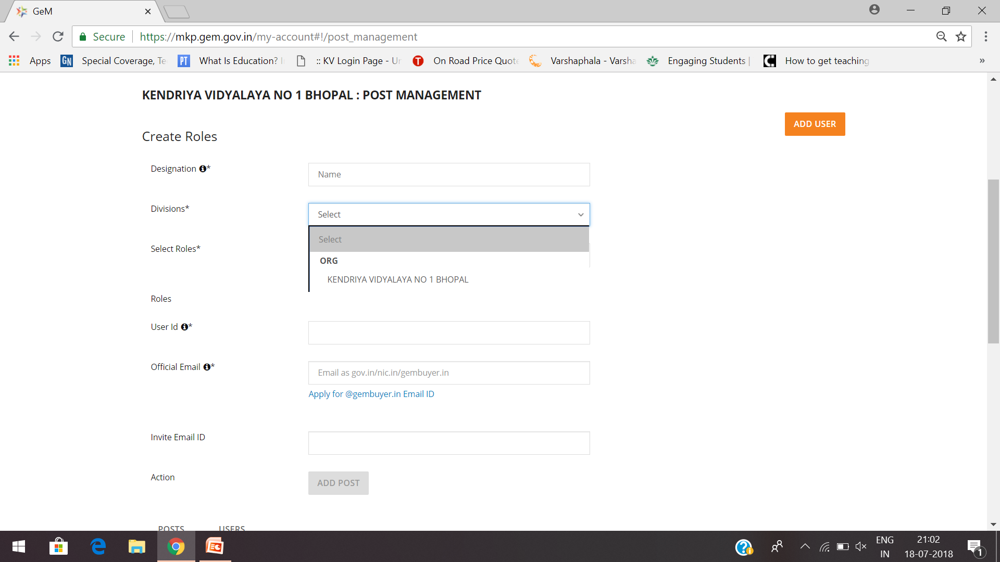 GeM
Secure https://mkp.gem.gov.in/my-account#!/post_management
Apps GN Special Coverage, Te PT What Is Education? I :: KV Login Page - Un T On Road Price Quote Varshaphala - Varsha Engaging Students | How to get teaching »
KENDRIYA VIDYALAYA NO 1 BHOPAL : POST MANAGEMENT
ADD USER
Create Roles
Designation *
Name
Divisions*
Select
Select
Select Roles*
ORG
KENDRIYA VIDYALAYA NO 1 BHOPAL
Roles
User Id *
Official Email *
Email as gov.in/nic.in/gembuyer.in
Apply for @gembuyer.in Email ID
Invite Email ID
Action
ADD POST
POSTS USERS
ENG 21:02
IN 18-07-2018 1